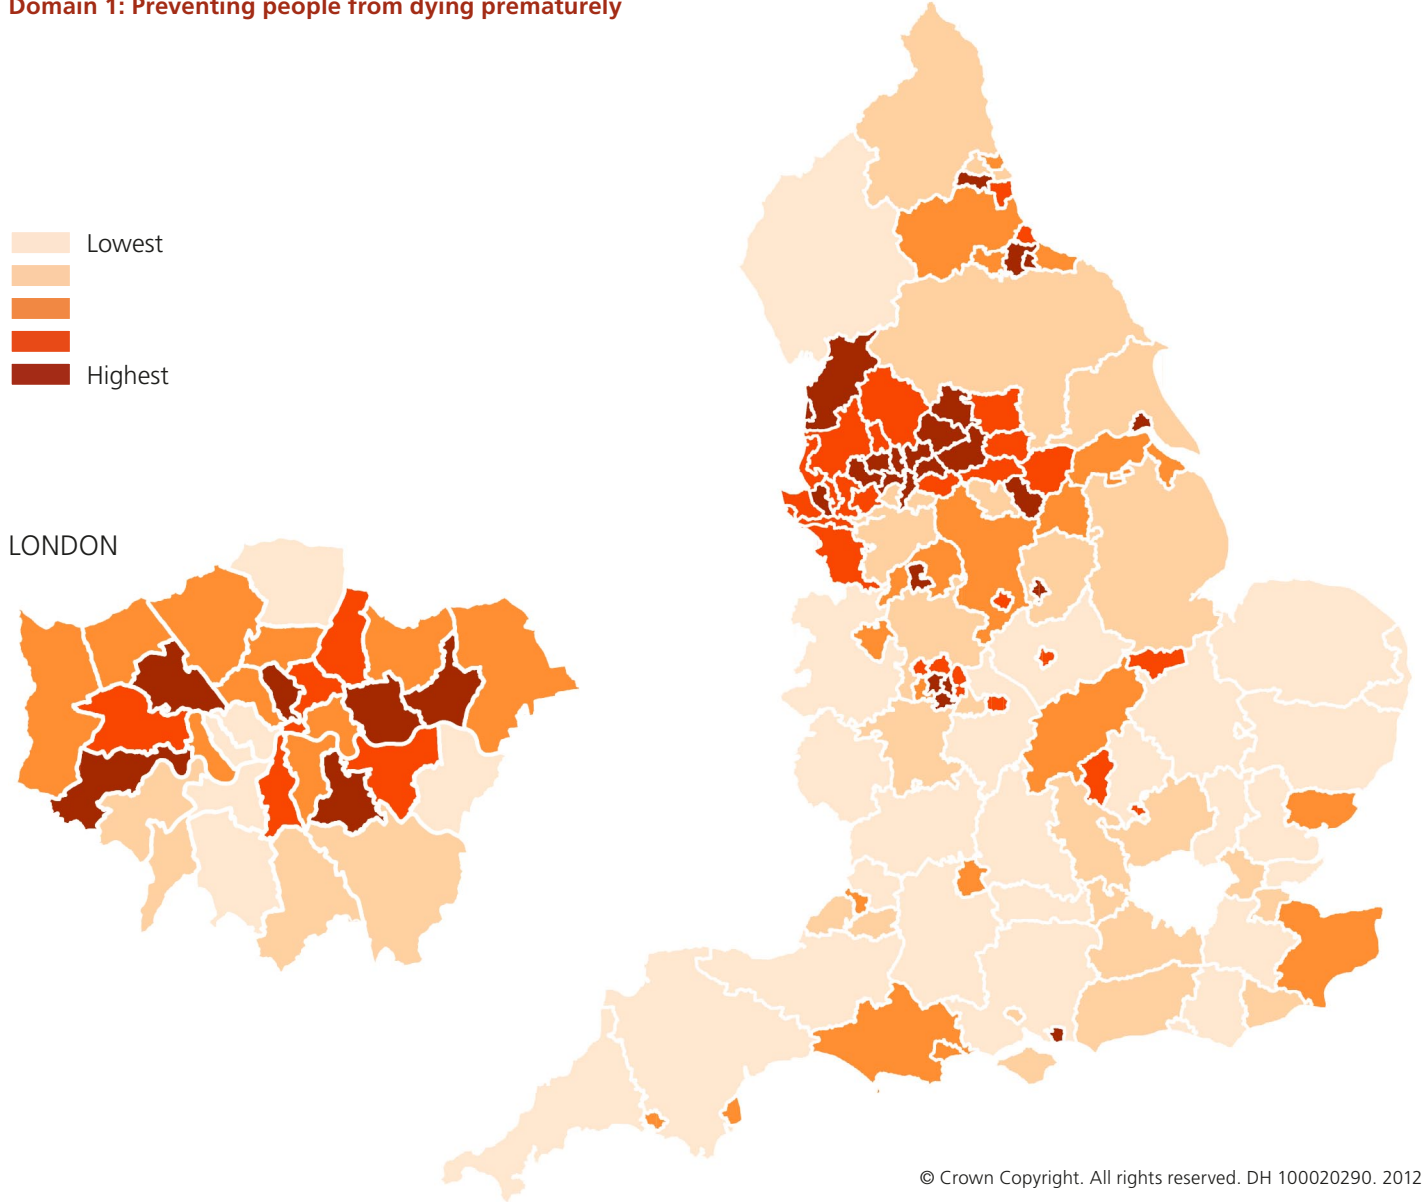 Domain 1: Preventing people from dying prematurely
Lowest
Highest
LONDON
© Crown Copyright. All rights reserved. DH 100020290. 2012